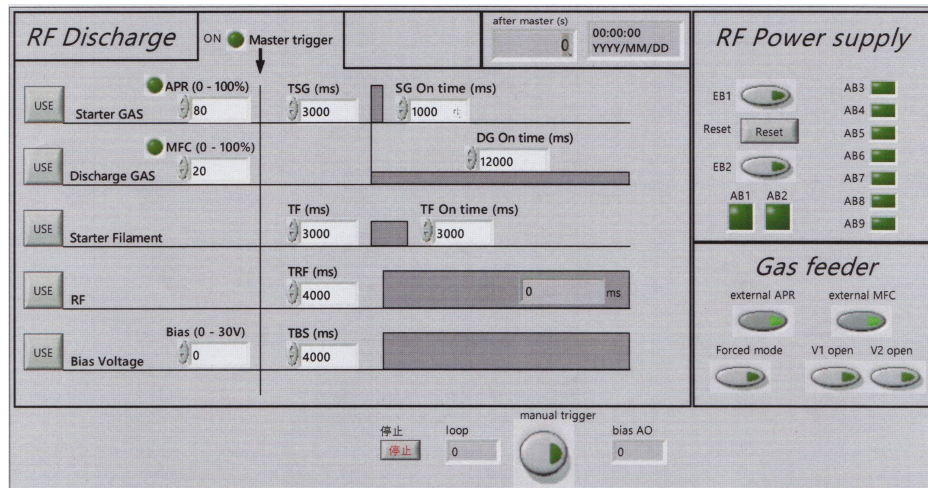 RF Discharge
ON Master trigger
after master (s)
0
00:00:00
YYYY/MM/DD
USE
Starter GAS
APR (0 - 100%)
80
TSG (ms)
3000
SG On time (ms)
1000
USE
Discharge GAS
MFC (0 - 100%)
20
DG On time (ms)
12000
USE
Starter Filament
TF (ms)
3000
TF On time (ms)
3000
USE
RF
TRF (ms)
4000
0 ms
USE
Bias Voltage
Bias (0 - 30V)
0
TBS (ms)
4000
RF Power supply
EB1
Reset Reset
EB2
AB1 AB2
AB3
AB4
AB5
AB6
AB7
AB8
AB9
Gas feeder
external APR external MFC
Forced mode V1 open V2 open
停止
停止
loop
0
manual trigger
bias AO
0